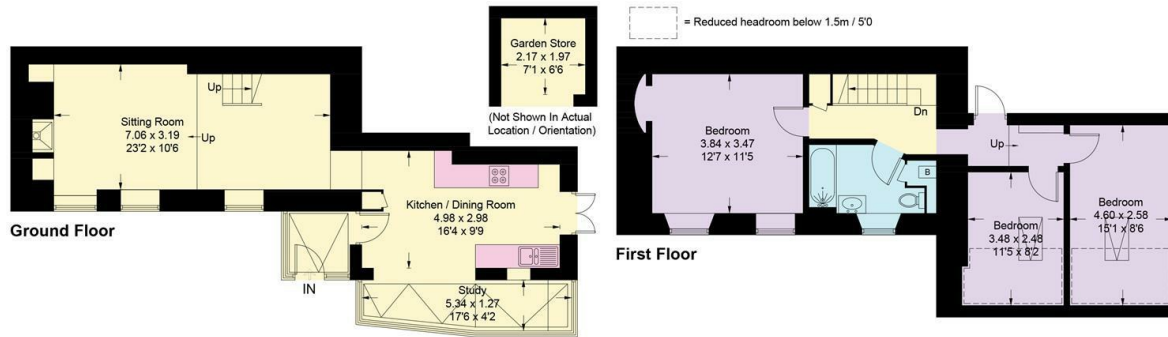 Garden Store
2.17 x 1.97
7'1 x 6'6
(Not Shown In Actual
Location / Orientation)
Up
Sitting Room
7.06 x 3.19
23'2 x 10'6
Up
Kitchen / Dining Room
4.98 x 2.98
16'4 x 9'9
Ground Floor
IN
Study
5.34 x 1.27
17'6 x 4'2
= Reduced headroom below 1.5m / 5'0
Bedroom
3.84 x 3.47
12'7 x 11'5
Dn
Up
B
Bedroom
3.48 x 2.48
11'5 x 8'2
Bedroom
4.60 x 2.58
15'1 x 8'6
First Floor